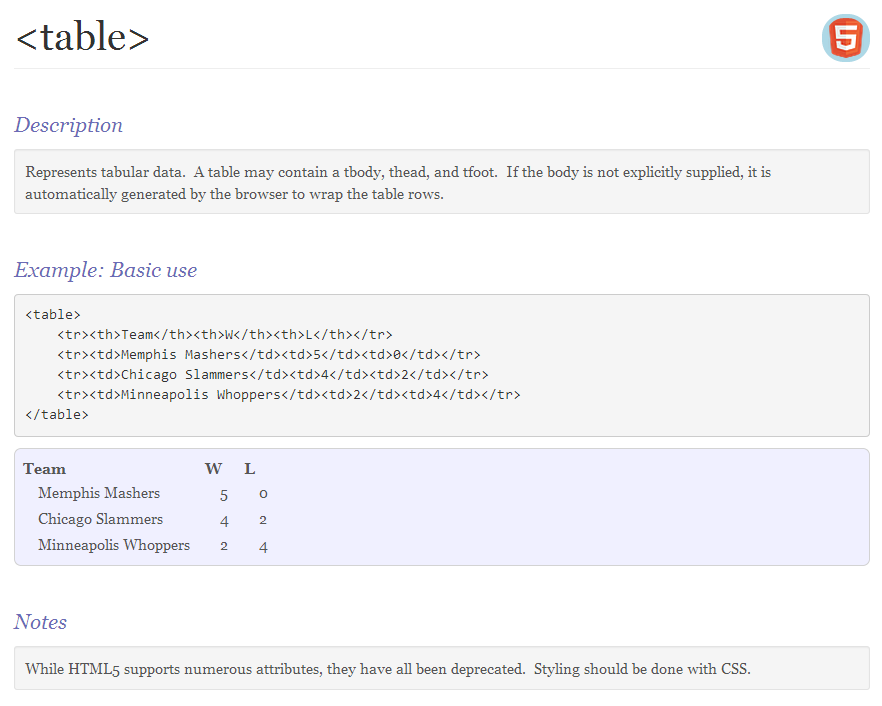 <table>
5
Description
Represents tabular data.  A table may contain a tbody, thead, and tfoot.  If the body is not explicitly supplied, it is
automatically generated by the browser to wrap the table rows.
Example: Basic use
<table>
    <tr><th>Team</th><th>W</th><th>L</th></tr>
    <tr><td>Memphis Mashers</td><td>5</td><td>0</td></tr>
    <tr><td>Chicago Slammers</td><td>4</td><td>2</td></tr>
    <tr><td>Minneapolis Whoppers</td><td>2</td><td>4</td></tr>
</table>
Team W L
Memphis Mashers 5 0
Chicago Slammers 4 2
Minneapolis Whoppers 2 4
Notes
While HTML5 supports numerous attributes, they have all been deprecated.  Styling should be done with CSS.